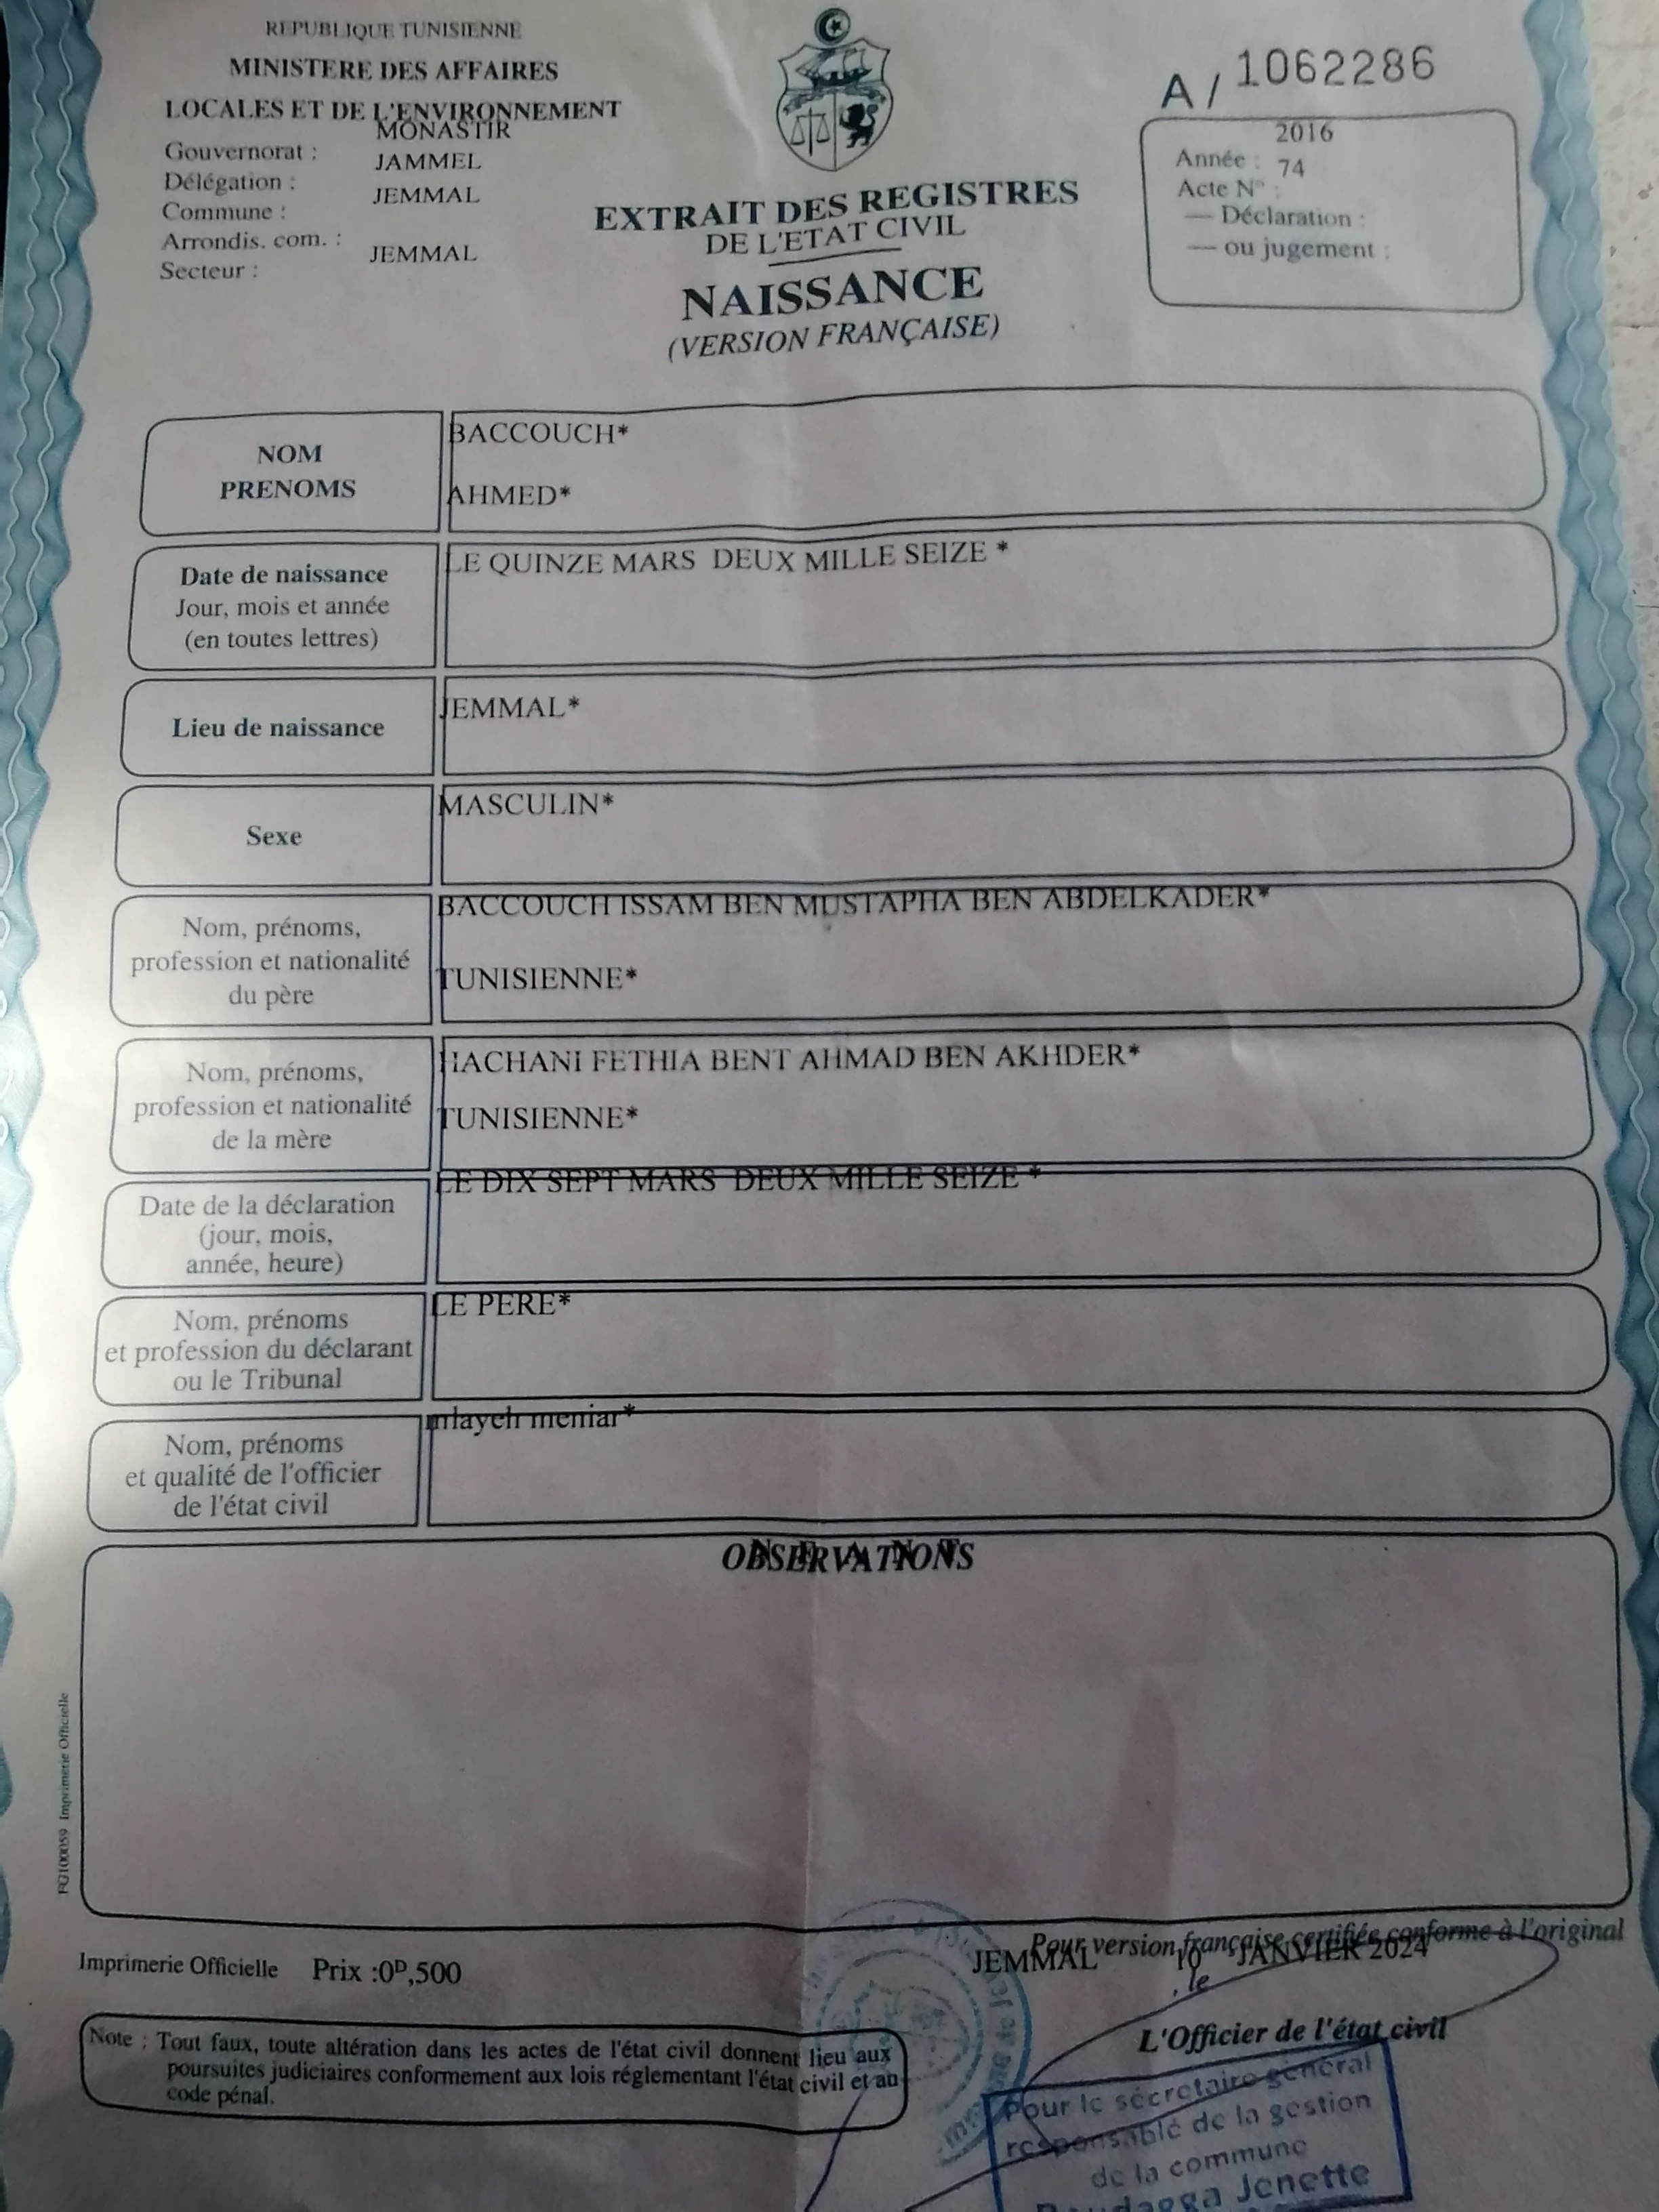 REPUBLIQUE TUNISIENNE
MINISTERE DES AFFAIRES
LOCALES ET DE L'ENVIRONNEMENT
Gouvernorat : MONASTIR
Délégation : JAMMEL
Commune : JEMMAL
Arrondis. com. :
Secteur : JEMMAL
EXTRAIT DES REGISTRES
DE L'ETAT CIVIL
NAISSANCE
(VERSION FRANÇAISE)
A / 1062286
Année : 2016
Acte N° : 74
— Déclaration :
— ou jugement :
NOM
PRENOMS
BACCOUCH*
AHMED*
Date de naissance
Jour, mois et année
(en toutes lettres)
LE QUINZE MARS DEUX MILLE SEIZE *
Lieu de naissance
JEMMAL*
Sexe
MASCULIN*
Nom, prénoms,
profession et nationalité
du père
BACCOUCH ISSAM BEN MUSTAPHA BEN ABDELKADER*
TUNISIENNE*
Nom, prénoms,
profession et nationalité
de la mère
HACHANI FETHIA BENT AHMAD BEN AKHDER*
TUNISIENNE*
Date de la déclaration
(jour, mois,
année, heure)
LE DIX SEPT MARS DEUX MILLE SEIZE *
Nom, prénoms
et profession du déclarant
ou le Tribunal
LE PERE*
Nom, prénoms
et qualité de l'officier
de l'état civil
mlayeh meniar*
OBSERVATIONS
N E A N T
FG100059 Imprimerie Officielle
Pour version française certifiée conforme à l'original
JEMMAL , le 10 JANVIER 2024
Imprimerie Officielle Prix :0ᴰ,500
L'Officier de l'état civil
Note : Tout faux, toute altération dans les actes de l'état civil donnent lieu aux
poursuites judiciaires conformement aux lois réglementant l'état civil et au
code pénal.
Pour le secretaire général
responsable de la gestion
de la commune
Jenette